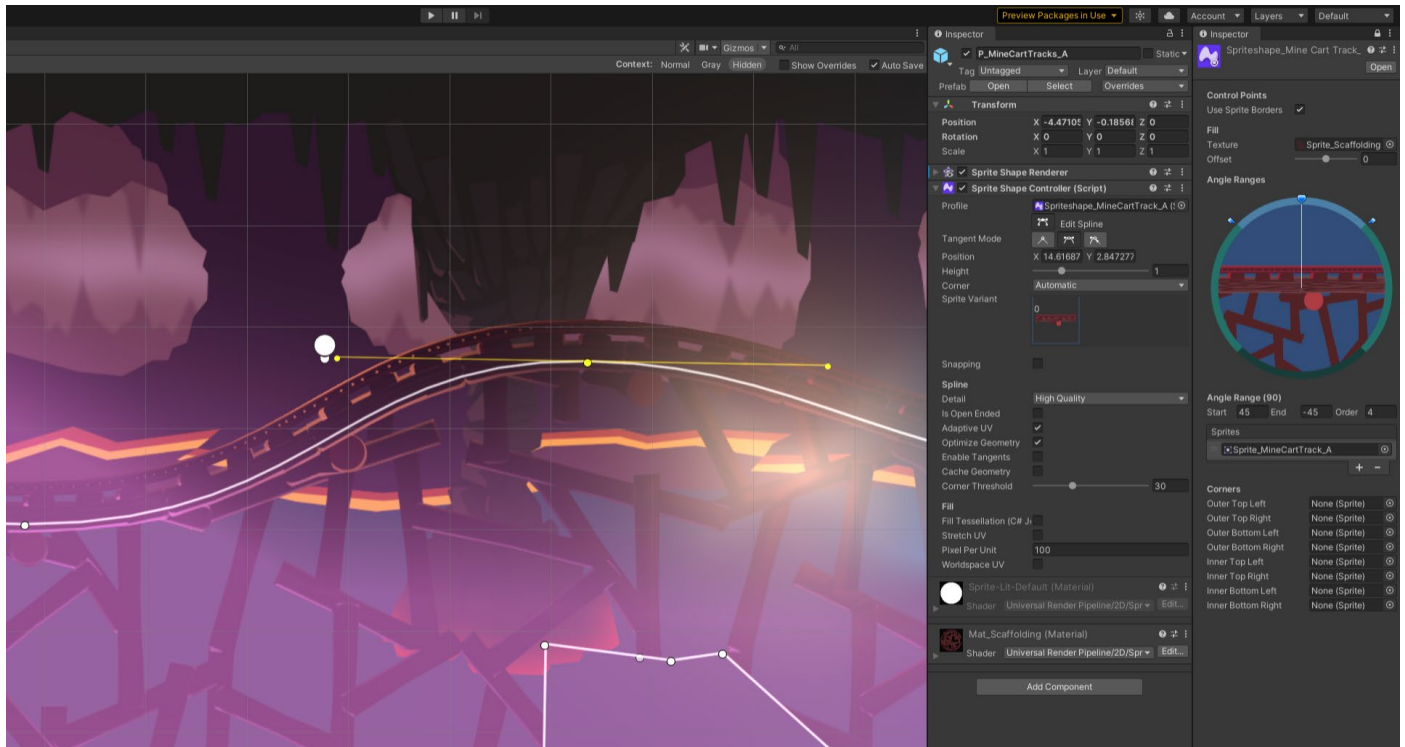 Preview Packages in Use
Account
Layers
Default
Gizmos
All
Context:
Normal
Gray
Hidden
Show Overrides
Auto Save
Inspector
P_MineCartTracks_A
Static
Tag Untagged
Layer Default
Prefab
Open
Select
Overrides
Transform
Position X -4.4710 Y -0.1856 Z 0
Rotation X 0 Y 0 Z 0
Scale X 1 Y 1 Z 1
Sprite Shape Renderer
Sprite Shape Controller (Script)
Profile Spriteshape_MineCartTrack_A (
Edit Spline
Tangent Mode
Position X 14.61687 Y 2.847277
Height 1
Corner Automatic
Sprite Variant
0
Snapping
Spline
Detail High Quality
Is Open Ended
Adaptive UV
Optimize Geometry
Enable Tangents
Cache Geometry
Corner Threshold 30
Fill
Fill Tessellation (C# J
Stretch UV
Pixel Per Unit 100
Worldspace UV
Sprite-Lit-Default (Material)
Shader Universal Render Pipeline/2D/Spr Edit...
Mat_Scaffolding (Material)
Shader Universal Render Pipeline/2D/Spr Edit...
Add Component
Inspector
Spriteshape_Mine Cart Track_
Open
Control Points
Use Sprite Borders
Fill
Texture Sprite_Scaffolding
Offset 0
Angle Ranges
Angle Range (90)
Start 45 End -45 Order 4
Sprites
Sprite_MineCartTrack_A
+ -
Corners
Outer Top Left None (Sprite)
Outer Top Right None (Sprite)
Outer Bottom Left None (Sprite)
Outer Bottom Right None (Sprite)
Inner Top Left None (Sprite)
Inner Top Right None (Sprite)
Inner Bottom Left None (Sprite)
Inner Bottom Right None (Sprite)